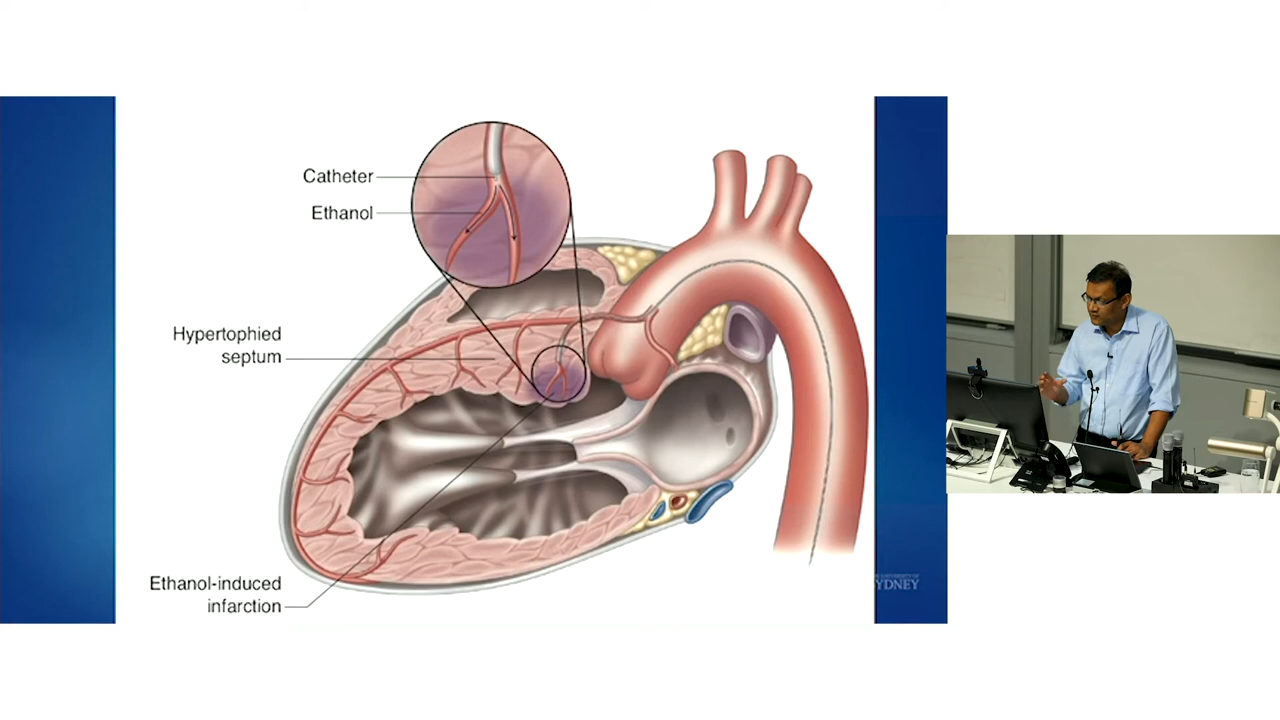 Catheter
Ethanol
Hypertophied
septum
Ethanol-induced
infarction
YDNEY